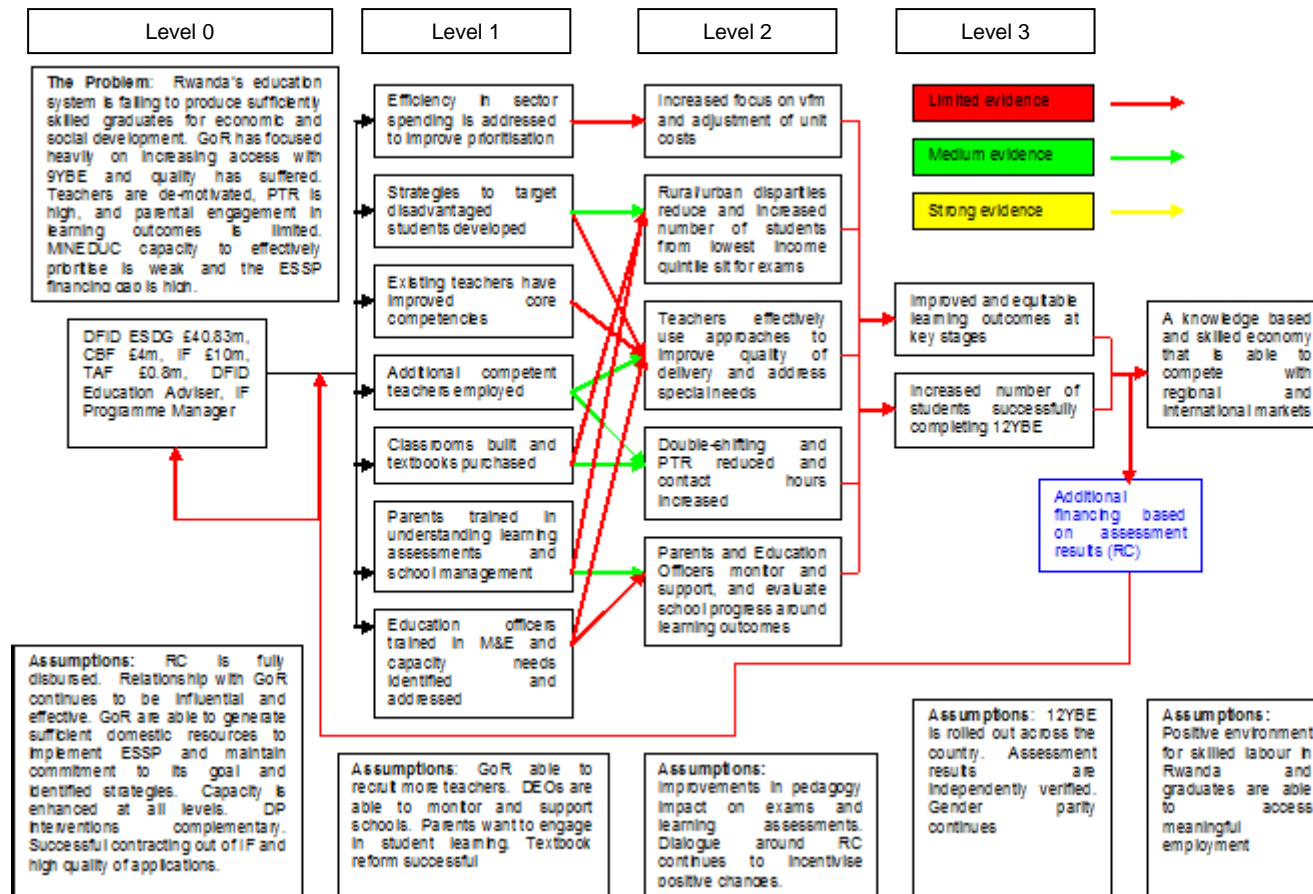 Level 0
Level 1
Level 2
Level 3
The Problem: Rwanda's education
system is failing to produce sufficiently
skilled graduates for economic and
social development. GoR has focused
heavily on increasing access with
9YBE and quality has suffered.
Teachers are de-motivated, PTR is
high, and parental engagement in
learning outcomes is limited.
MINEDUC capacity to effectively
prioritise is weak and the ESSP
financing gap is high.
DFID ESDG £40.83m,
CBF £4m, IF £10m,
TAF £0.8m, DFID
Education Adviser, IF
Programme Manager
Efficiency in sector
spending is addressed
to improve prioritisation
Strategies to target
disadvantaged
students developed
Existing teachers have
improved core
competencies
Additional competent
teachers employed
Classrooms built and
textbooks purchased
Parents trained in
understanding learning
assessments and
school management
Education officers
trained in M&E and
capacity needs
identified and
addressed
Increased focus on vfm
and adjustment of unit
costs
Rural/urban disparities
reduce and increased
number of students
from lowest income
quintile sit for exams
Teachers effectively
use approaches to
improve quality of
delivery and address
special needs
Double-shifting and
PTR reduced and
contact hours
increased
Parents and Education
Officers monitor and
support, and evaluate
school progress around
learning outcomes
Limited evidence
Medium evidence
Strong evidence
Improved and equitable
learning outcomes at
key stages
Increased number of
students successfully
completing 12YBE
A knowledge based
and skilled economy
that is able to
compete with
regional and
international markets
Additional
financing based
on assessment
results (RC)
Assumptions: RC is fully
disbursed. Relationship with GoR
continues to be influential and
effective. GoR are able to generate
sufficient domestic resources to
implement ESSP and maintain
commitment to its goal and
identified strategies. Capacity is
enhanced at all levels. DP
interventions complementary.
Successful contracting out of IF and
high quality of applications.
Assumptions: GoR able to
recruit more teachers. DEOs are
able to monitor and support
schools. Parents want to engage
in student learning. Textbook
reform successful
Assumptions:
Improvements in pedagogy
impact on exams and
learning assessments.
Dialogue around RC
continues to incentivise
positive changes.
Assumptions: 12YBE
is rolled out across the
country. Assessment
results are
independently verified.
Gender parity
continues
Assumptions:
Positive environment
for skilled labour in
Rwanda and
graduates are able
to access
meaningful
employment